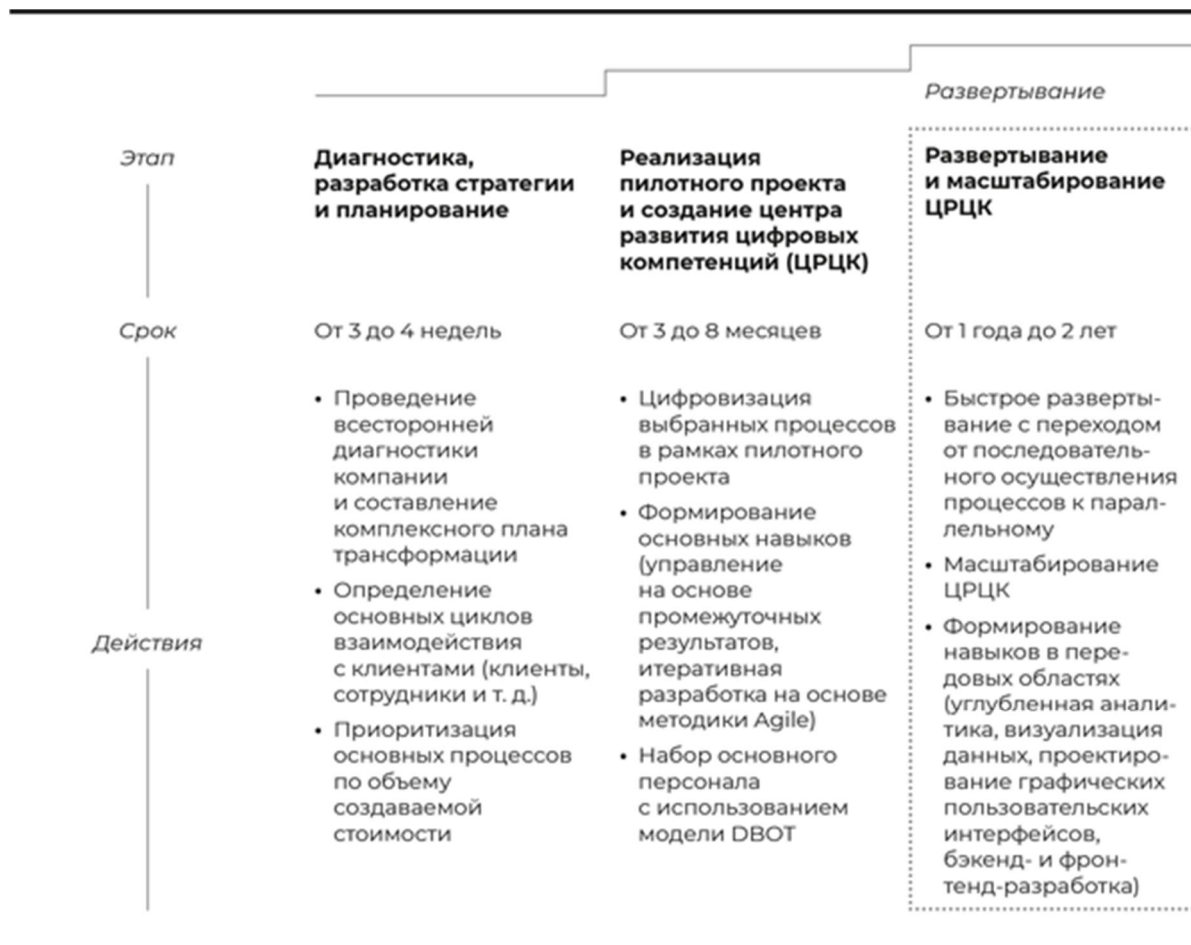 Развертывание
Этап
Диагностика,
разработка стратегии
и планирование
Реализация
пилотного проекта
и создание центра
развития цифровых
компетенций (ЦРЦК)
Развертывание
и масштабирование
ЦРЦК
Срок
От 3 до 4 недель
От 3 до 8 месяцев
От 1 года до 2 лет
Действия
• Проведение
всесторонней
диагностики
компании
и составление
комплексного плана
трансформации
• Определение
основных циклов
взаимодействия
с клиентами (клиенты,
сотрудники и т. д.)
• Приоритизация
основных процессов
по объему
создаваемой
стоимости
• Цифровизация
выбранных процессов
в рамках пилотного
проекта
• Формирование
основных навыков
(управление
на основе
промежуточных
результатов,
итеративная
разработка на основе
методики Agile)
• Набор основного
персонала
с использованием
модели DBOT
• Быстрое разверты-
вание с переходом
от последователь-
ного осуществления
процессов к парал-
лельному
• Масштабирование
ЦРЦК
• Формирование
навыков в пере-
довых областях
(углубленная анали-
тика, визуализация
данных, проектиро-
вание графических
пользовательских
интерфейсов,
бэкенд- и фрон-
тенд-разработка)